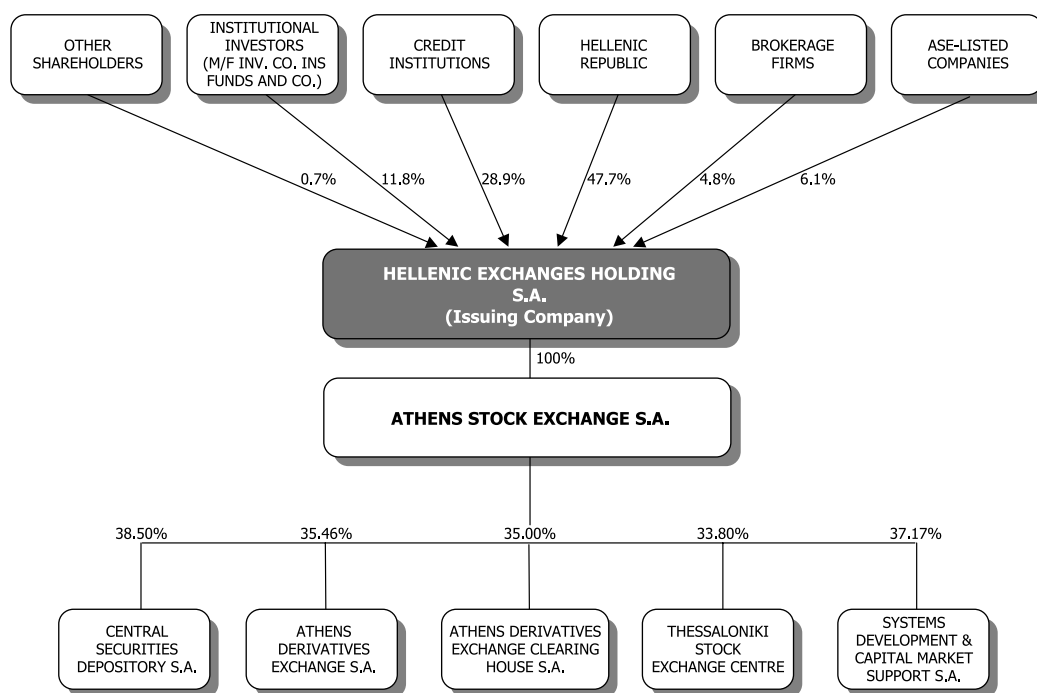 OTHER
SHAREHOLDERS
INSTITUTIONAL
INVESTORS
(M/F INV. CO. INS
FUNDS AND CO.)
CREDIT
INSTITUTIONS
HELLENIC
REPUBLIC
BROKERAGE
FIRMS
ASE-LISTED
COMPANIES
0.7%
11.8%
28.9%
47.7%
4.8%
6.1%
HELLENIC EXCHANGES HOLDING
S.A.
(Issuing Company)
100%
ATHENS STOCK EXCHANGE S.A.
38.50%
35.46%
35.00%
33.80%
37.17%
CENTRAL
SECURITIES
DEPOSITORY S.A.
ATHENS
DERIVATIVES
EXCHANGE S.A.
ATHENS DERIVATIVES
EXCHANGE CLEARING
HOUSE S.A.
THESSALONIKI
STOCK
EXCHANGE CENTRE
SYSTEMS
DEVELOPMENT &
CAPITAL MARKET
SUPPORT S.A.